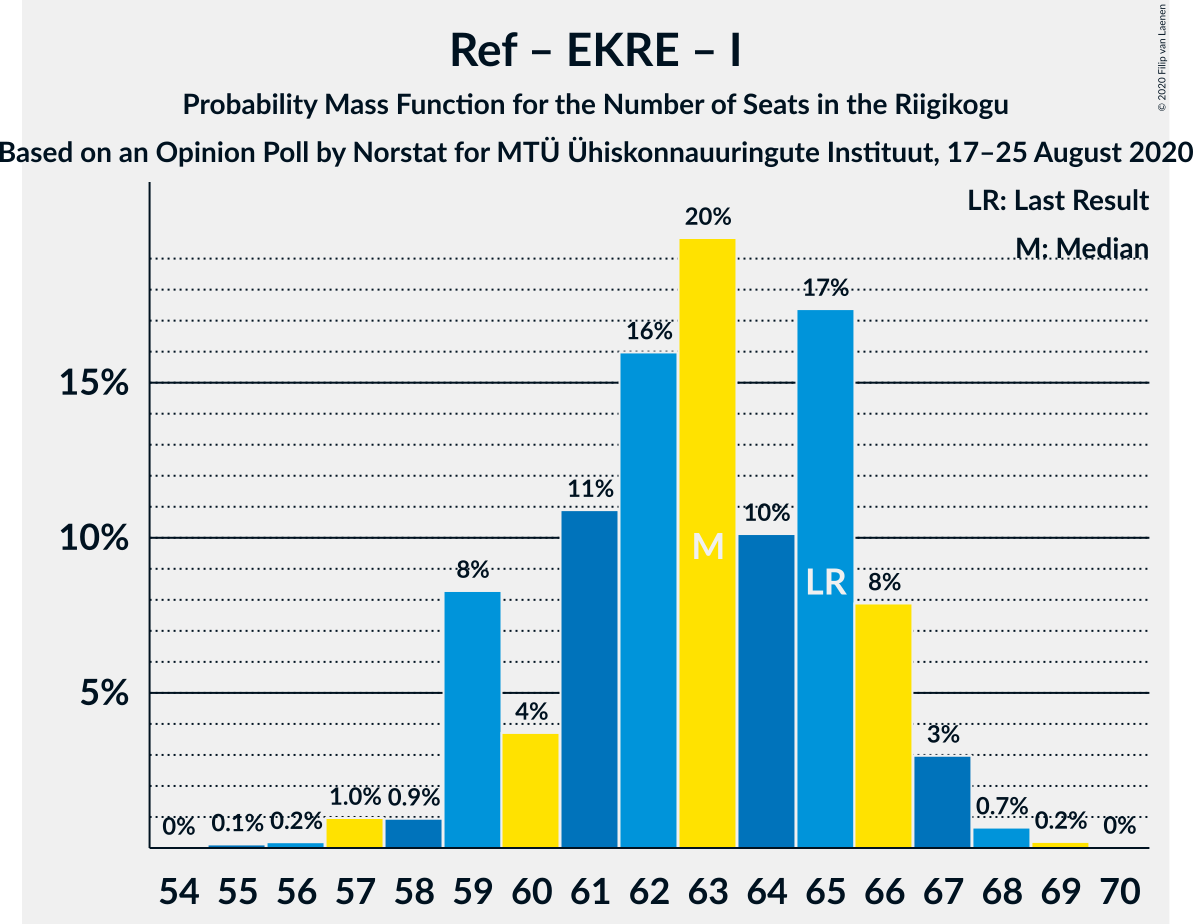 Ref – EKRE – I
Probability Mass Function for the Number of Seats in the Riigikogu
Based on an Opinion Poll by Norstat for MTÜ Ühiskonnauuringute Instituut, 17–25 August 2020
© 2020 Filip van Laenen
LR: Last Result
M: Median
20%
17%
16%
15%
11%
10%
10%
M
8%
LR
8%
5%
4%
3%
0%
0.1%
0.2%
1.0%
0.9%
0.7%
0.2%
0%
54 55 56 57 58 59 60 61 62 63 64 65 66 67 68 69 70